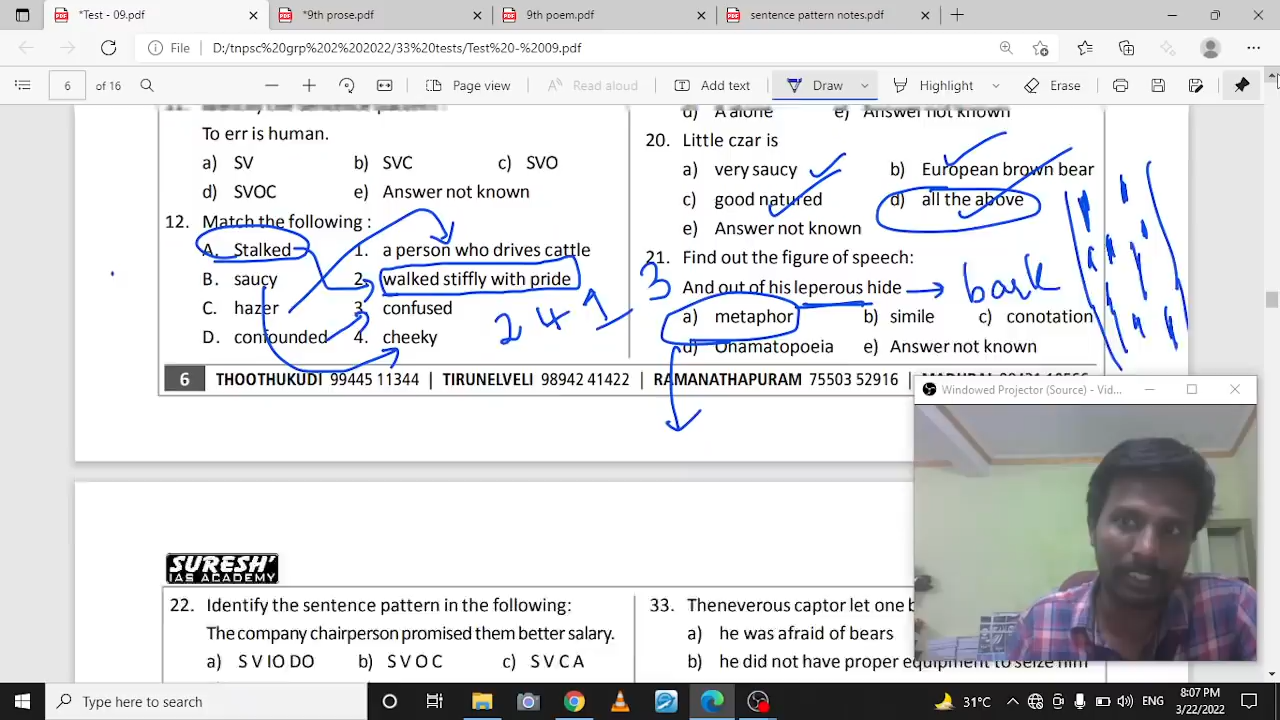 *Test - 09.pdf
*9th prose.pdf
9th poem.pdf
sentence pattern notes.pdf
File D:/tnpsc%20grp%202%202022/33%20tests/Test%20-%2009.pdf
6 of 16
Page view
Read aloud
Add text
Draw
Highlight
Erase
To err is human.
a) SV b) SVC c) SVO
d) SVOC e) Answer not known
12. Match the following :
A. Stalked 1. a person who drives cattle
B. saucy 2. walked stiffly with pride
C. hazer 3. confused
D. confounded 4. cheeky
2 4 1 3
d) A alone e) Answer not known
20. Little czar is
a) very saucy b) European brown bear
c) good natured d) all the above
e) Answer not known
21. Find out the figure of speech:
And out of his leperous hide bark
a) metaphor b) simile c) conotation
d) Onamatopoeia e) Answer not known
6 THOOTHUKUDI 99445 11344 | TIRUNELVELI 98942 41422 | RAMANATHAPURAM 75503 52916 |
Windowed Projector (Source) - Vid...
SURESH'
IAS ACADEMY
22. Identify the sentence pattern in the following:
The company chairperson promised them better salary.
a) S V IO DO b) S V O C c) S V C A
33. Theneverous captor let one
a) he was afraid of bears
b) he did not have proper equipment to seize him
Type here to search
31°C
ENG
8:07 PM
3/22/2022